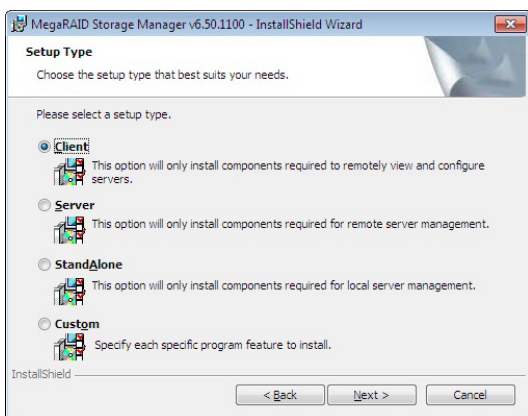 MegaRAID Storage Manager v6.50.1100 - InstallShield Wizard
Setup Type
Choose the setup type that best suits your needs.
Please select a setup type.
Client
This option will only install components required to remotely view and configure
servers.
Server
This option will only install components required for remote server management.
StandAlone
This option will only install components required for local server management.
Custom
Specify each specific program feature to install.
InstallShield
< Back
Next >
Cancel